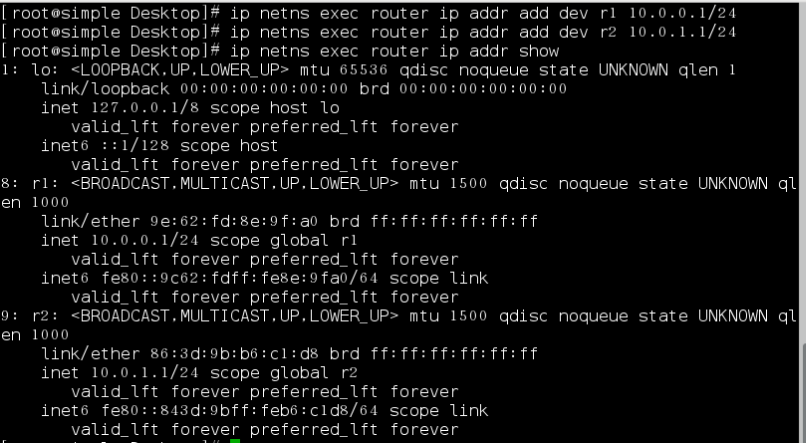 [root@simple Desktop]# ip netns exec router ip addr add dev r1 10.0.0.1/24
[root@simple Desktop]# ip netns exec router ip addr add dev r2 10.0.1.1/24
[root@simple Desktop]# ip netns exec router ip addr show
1: lo: <LOOPBACK,UP,LOWER_UP> mtu 65536 qdisc noqueue state UNKNOWN qlen 1
    link/loopback 00:00:00:00:00:00 brd 00:00:00:00:00:00
    inet 127.0.0.1/8 scope host lo
       valid_lft forever preferred_lft forever
    inet6 ::1/128 scope host
       valid_lft forever preferred_lft forever
8: r1: <BROADCAST,MULTICAST,UP,LOWER_UP> mtu 1500 qdisc noqueue state UNKNOWN ql
en 1000
    link/ether 9e:62:fd:8e:9f:a0 brd ff:ff:ff:ff:ff:ff
    inet 10.0.0.1/24 scope global r1
       valid_lft forever preferred_lft forever
    inet6 fe80::9c62:fdff:fe8e:9fa0/64 scope link
       valid_lft forever preferred_lft forever
9: r2: <BROADCAST,MULTICAST,UP,LOWER_UP> mtu 1500 qdisc noqueue state UNKNOWN ql
en 1000
    link/ether 86:3d:9b:b6:c1:d8 brd ff:ff:ff:ff:ff:ff
    inet 10.0.1.1/24 scope global r2
       valid_lft forever preferred_lft forever
    inet6 fe80::843d:9bff:feb6:c1d8/64 scope link
       valid_lft forever preferred_lft forever